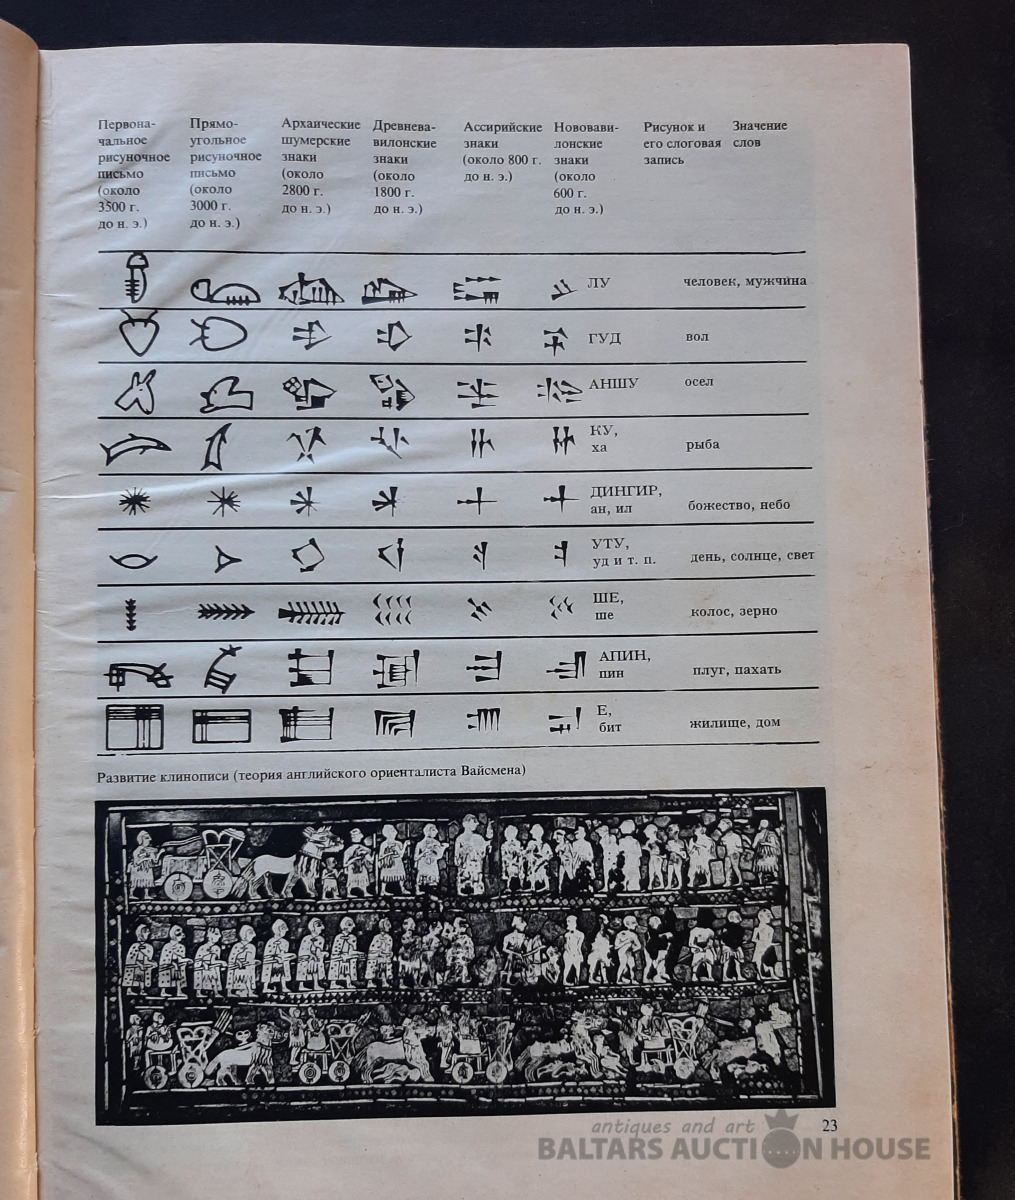 Первона-
чальное
рисуночное
письмо
(около
3500 г.
до н. э.)
Прямо-
угольное
рисуночное
письмо
(около
3000 г.
до н. э.)
Архаические
шумерские
знаки
(около
2800 г.
до н. э.)
Древнева-
вилонские
знаки
(около
1800 г.
до н. э.)
Ассирийские
знаки
(около 800 г.
до н. э.)
Нововави-
лонские
знаки
(около
600 г.
до н. э.)
Рисунок и
его слоговая
запись
Значение
слов
ЛУ
человек, мужчина
ГУД
вол
АНШУ
осел
КУ,
ха
рыба
ДИНГИР,
ан, ил
божество, небо
УТУ,
уд и т. п.
день, солнце, свет
ШЕ,
ше
колос, зерно
АПИН,
пин
плуг, пахать
Е,
бит
жилище, дом
Развитие клинописи (теория английского ориенталиста Вайсмена)
23
antiques and art
BALTARS AUCTION HOUSE